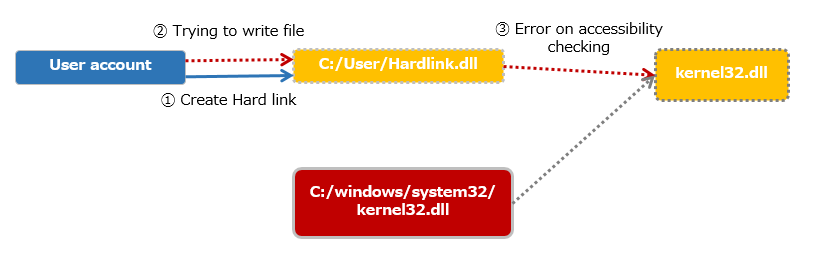 ② Trying to write file
③ Error on accessibility
checking
User account
C:/User/Hardlink.dll
kernel32.dll
① Create Hard link
C:/windows/system32/
kernel32.dll